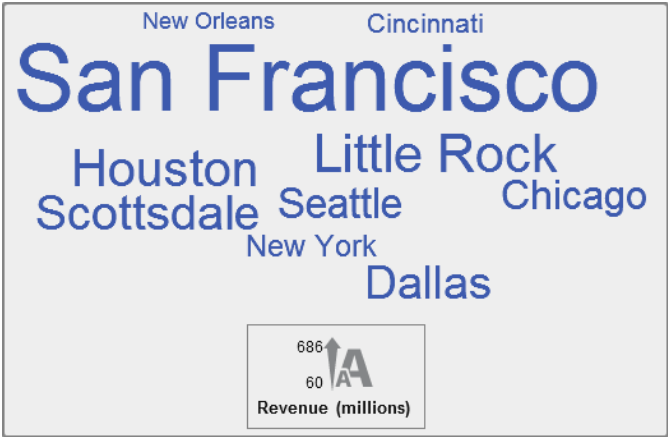 New Orleans
Cincinnati
San Francisco
Little Rock
Houston
Chicago
Seattle
Scottsdale
New York
Dallas
686
A
A
60
Revenue (millions)